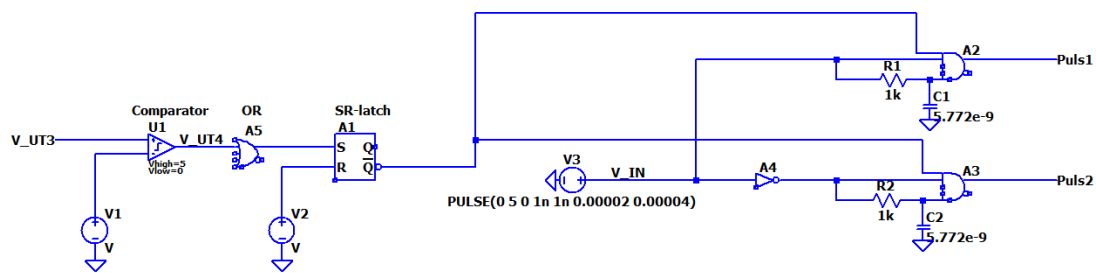 A2
Puls1
R1
1k
C1
5.772e-9
Comparator
OR
SR-latch
U1
A5
A1
V_UT3
V_UT4
S
Q
R
Q
Vhigh=5
Vlow=0
V3
V_IN
A4
A3
Puls2
PULSE(0 5 0 1n 1n 0.00002 0.00004)
R2
1k
C2
5.772e-9
V1
V
V2
V